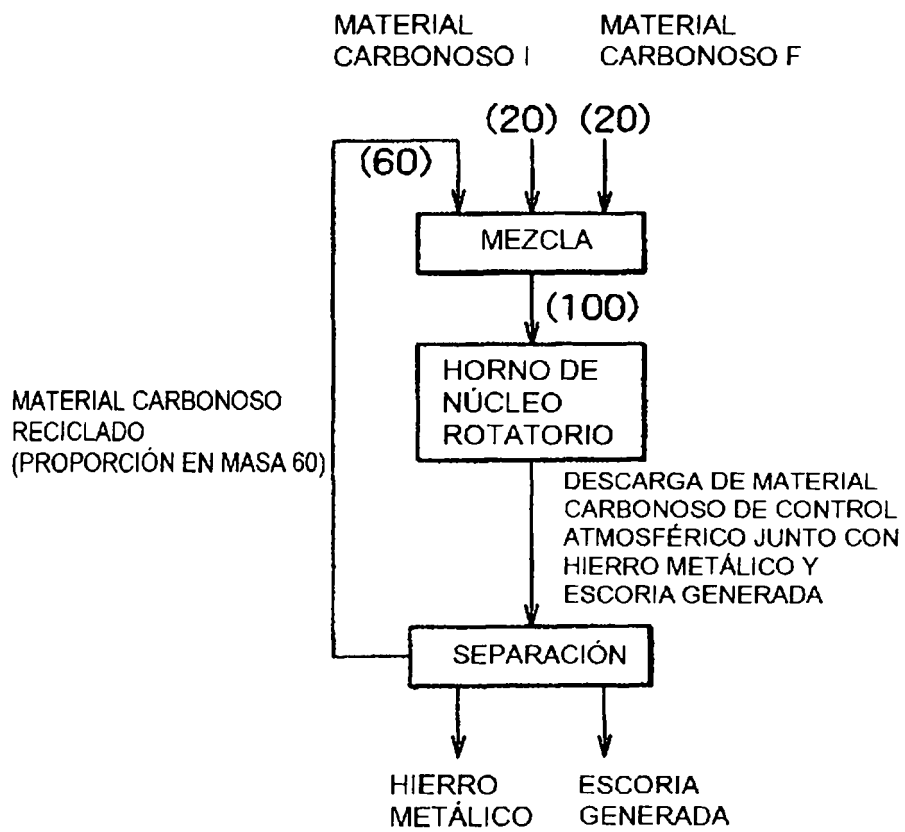 MATERIAL
CARBONOSO I
MATERIAL
CARBONOSO F
(20)
(20)
(60)
MEZCLA
(100)
HORNO DE
NÚCLEO
ROTATORIO
MATERIAL CARBONOSO
RECICLADO
(PROPORCIÓN EN MASA 60)
DESCARGA DE MATERIAL
CARBONOSO DE CONTROL
ATMOSFÉRICO JUNTO CON
HIERRO METÁLICO Y
ESCORIA GENERADA
SEPARACIÓN
HIERRO
METÁLICO
ESCORIA
GENERADA